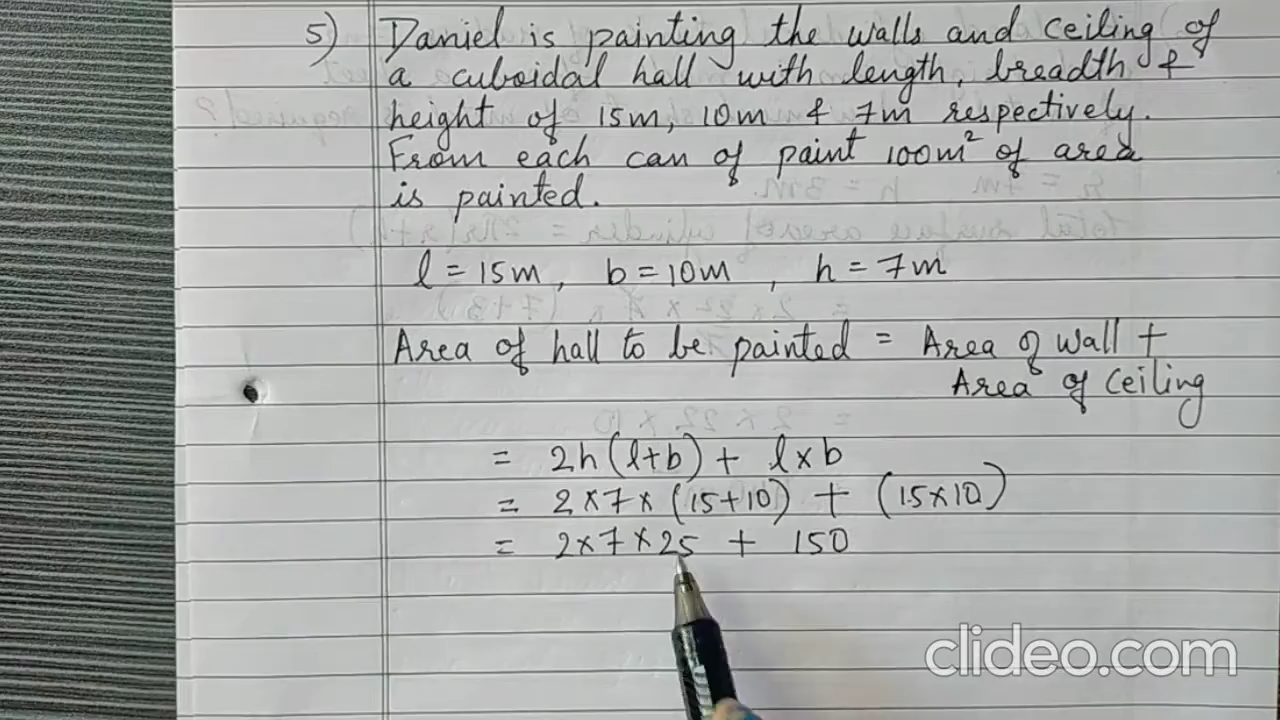 5) Daniel is painting the walls and ceiling of
a cuboidal hall with length, breadth &
height of 15m, 10m & 7m respectively.
From each can of paint 100m² of area
is painted.
l = 15m, b = 10m, h = 7m
Area of hall to be painted = Area of wall +
Area of ceiling
= 2h(l+b) + l×b
= 2×7×(15+10) + (15×10)
= 2×7×25 + 150
clideo.com